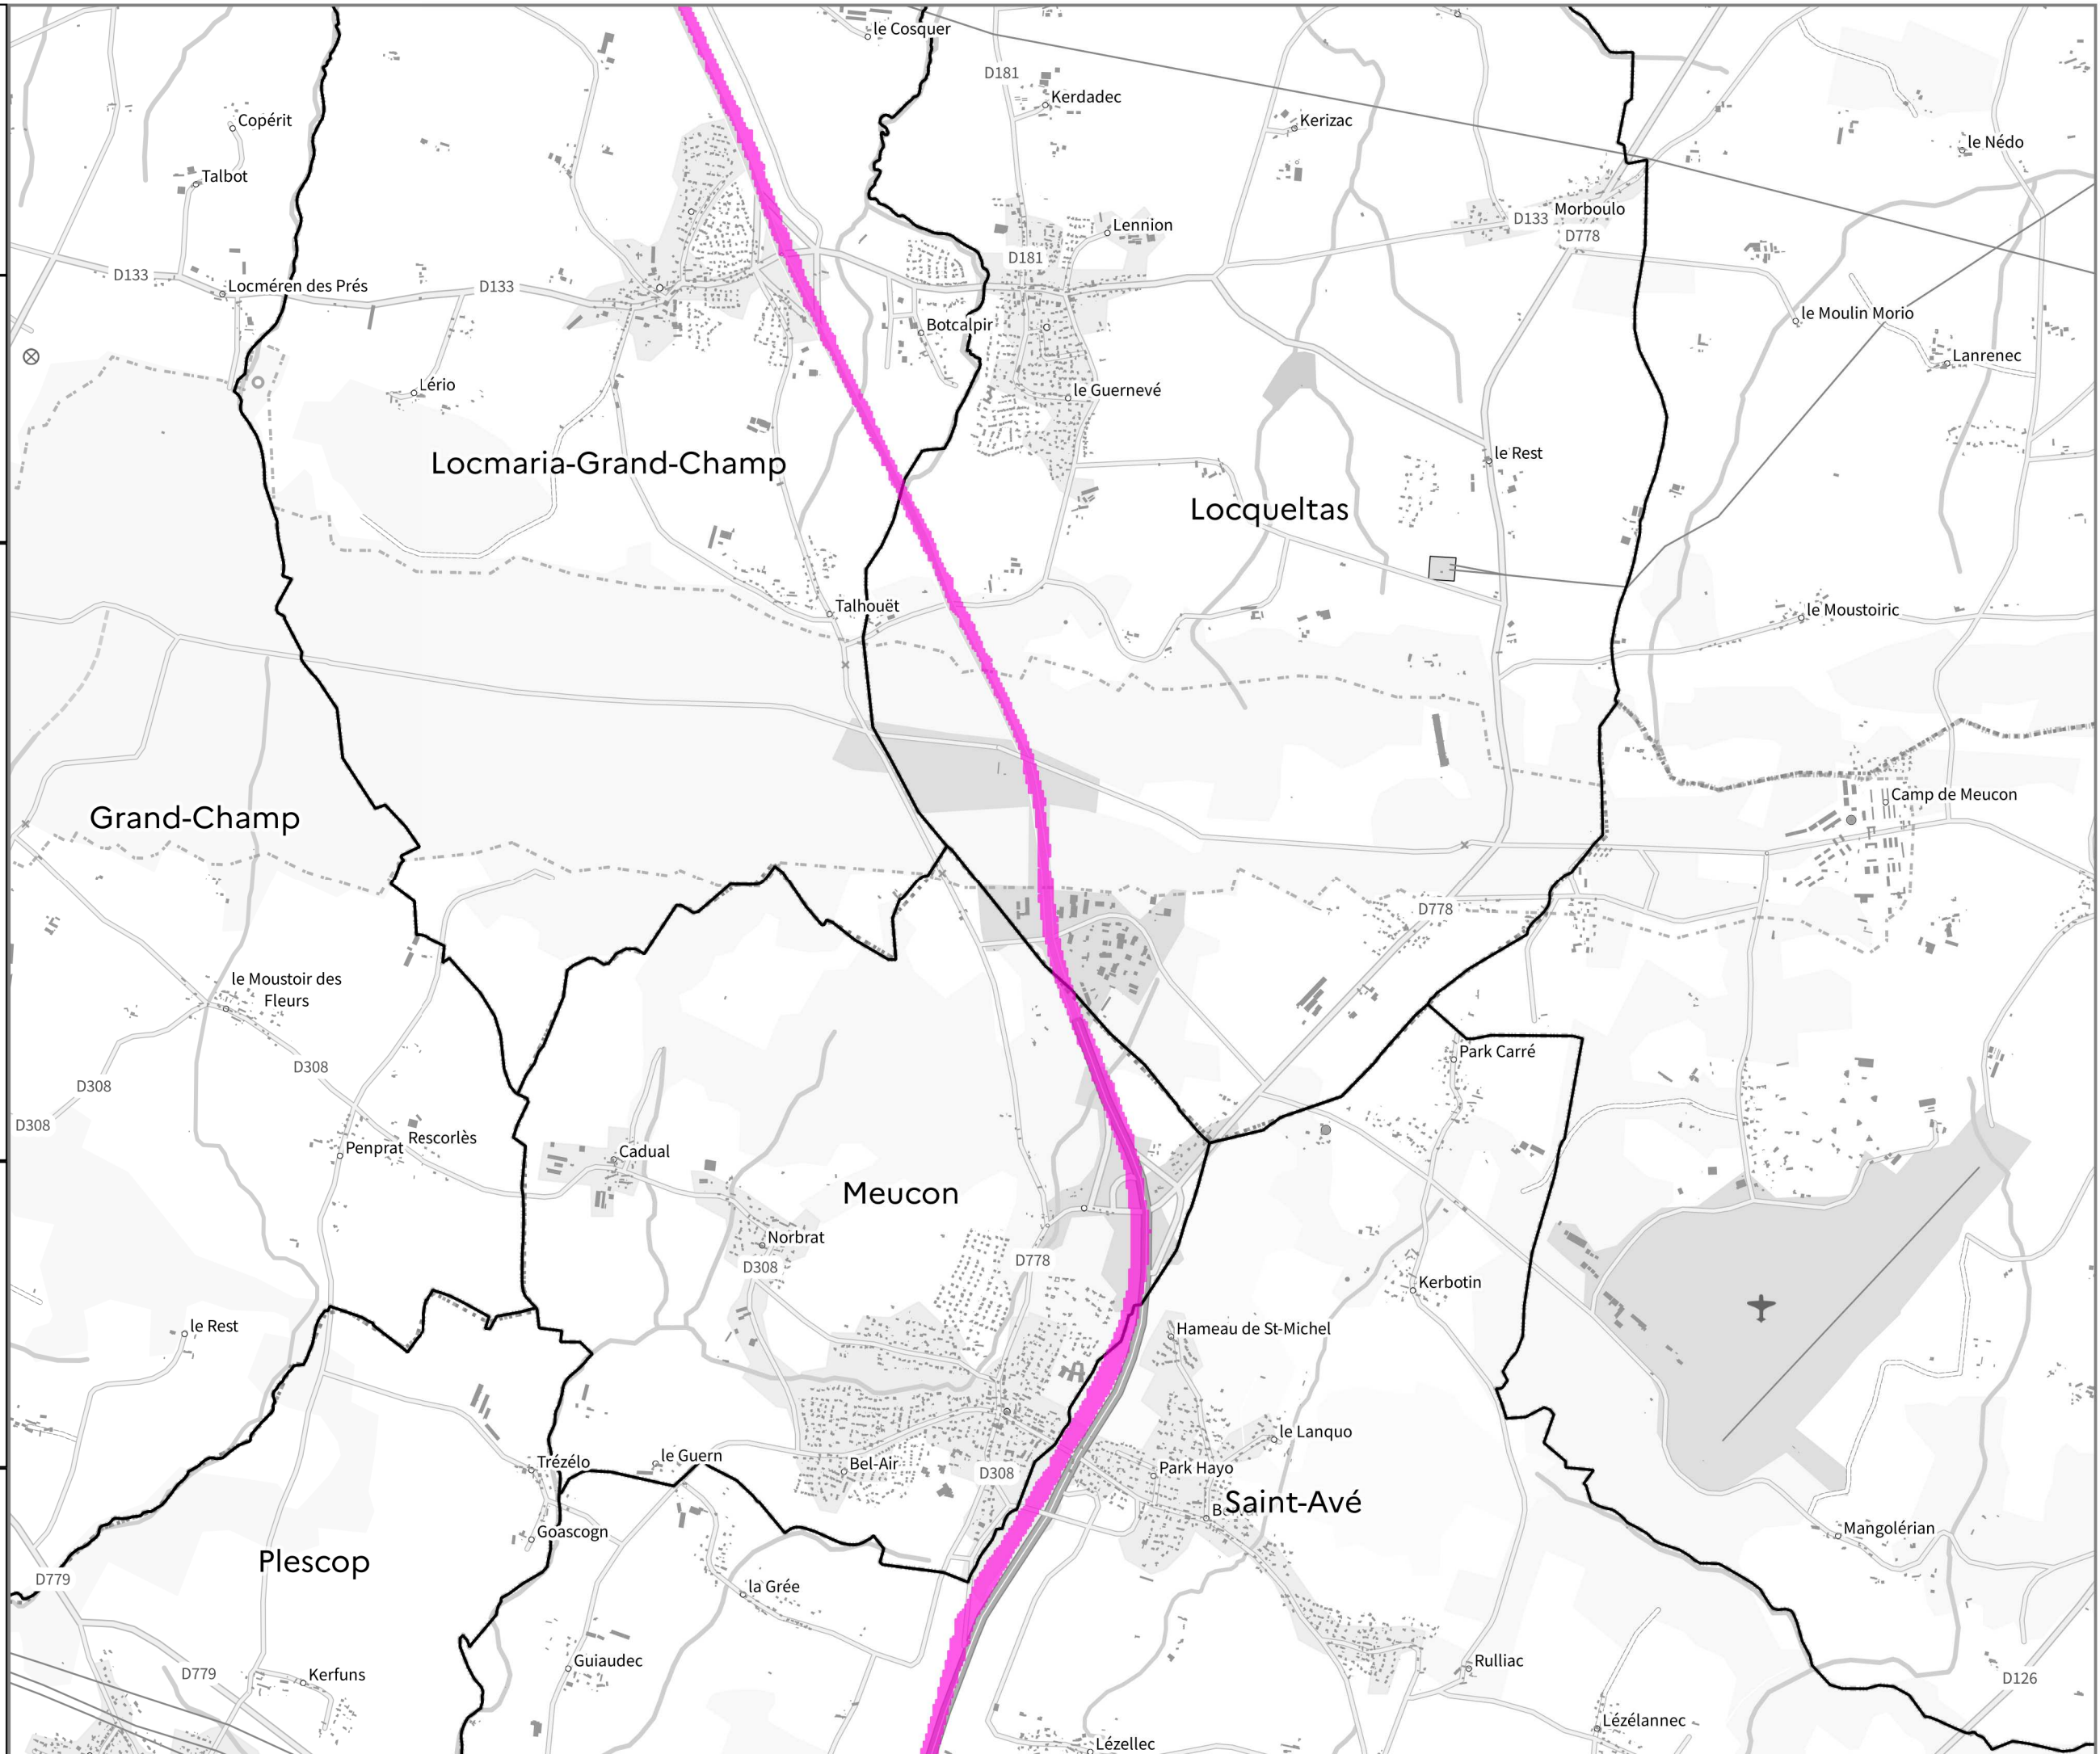 le Cosquer
D181
Kerdadec
Copérit
Kerizac
le Nédo
Talbot
Morboulo
D133
Lennion
D778
D181
D133
Locméren des Prés
D133
le Moulin Morio
Botcalpir
Lanrenec
Lério
le Guernevé
le Rest
Locmaria-Grand-Champ
Locqueltas
Talhouët
le Moustoiric
Camp de Meucon
Grand-Champ
D778
le Moustoir des
Fleurs
Park Carré
D308
D308
D308
Rescorlès
Penprat
Cadual
Meucon
Norbrat
D778
D308
Kerbotin
le Rest
Hameau de St-Michel
le Lanquo
le Guern
Trézélo
Bel-Air
D308
Park Hayo
Saint-Avé
Goascogn
Mangolérian
Plescop
D779
la Grée
Guiaudec
Rulliac
D779
Kerfuns
D126
Lézélannec
Lézellec